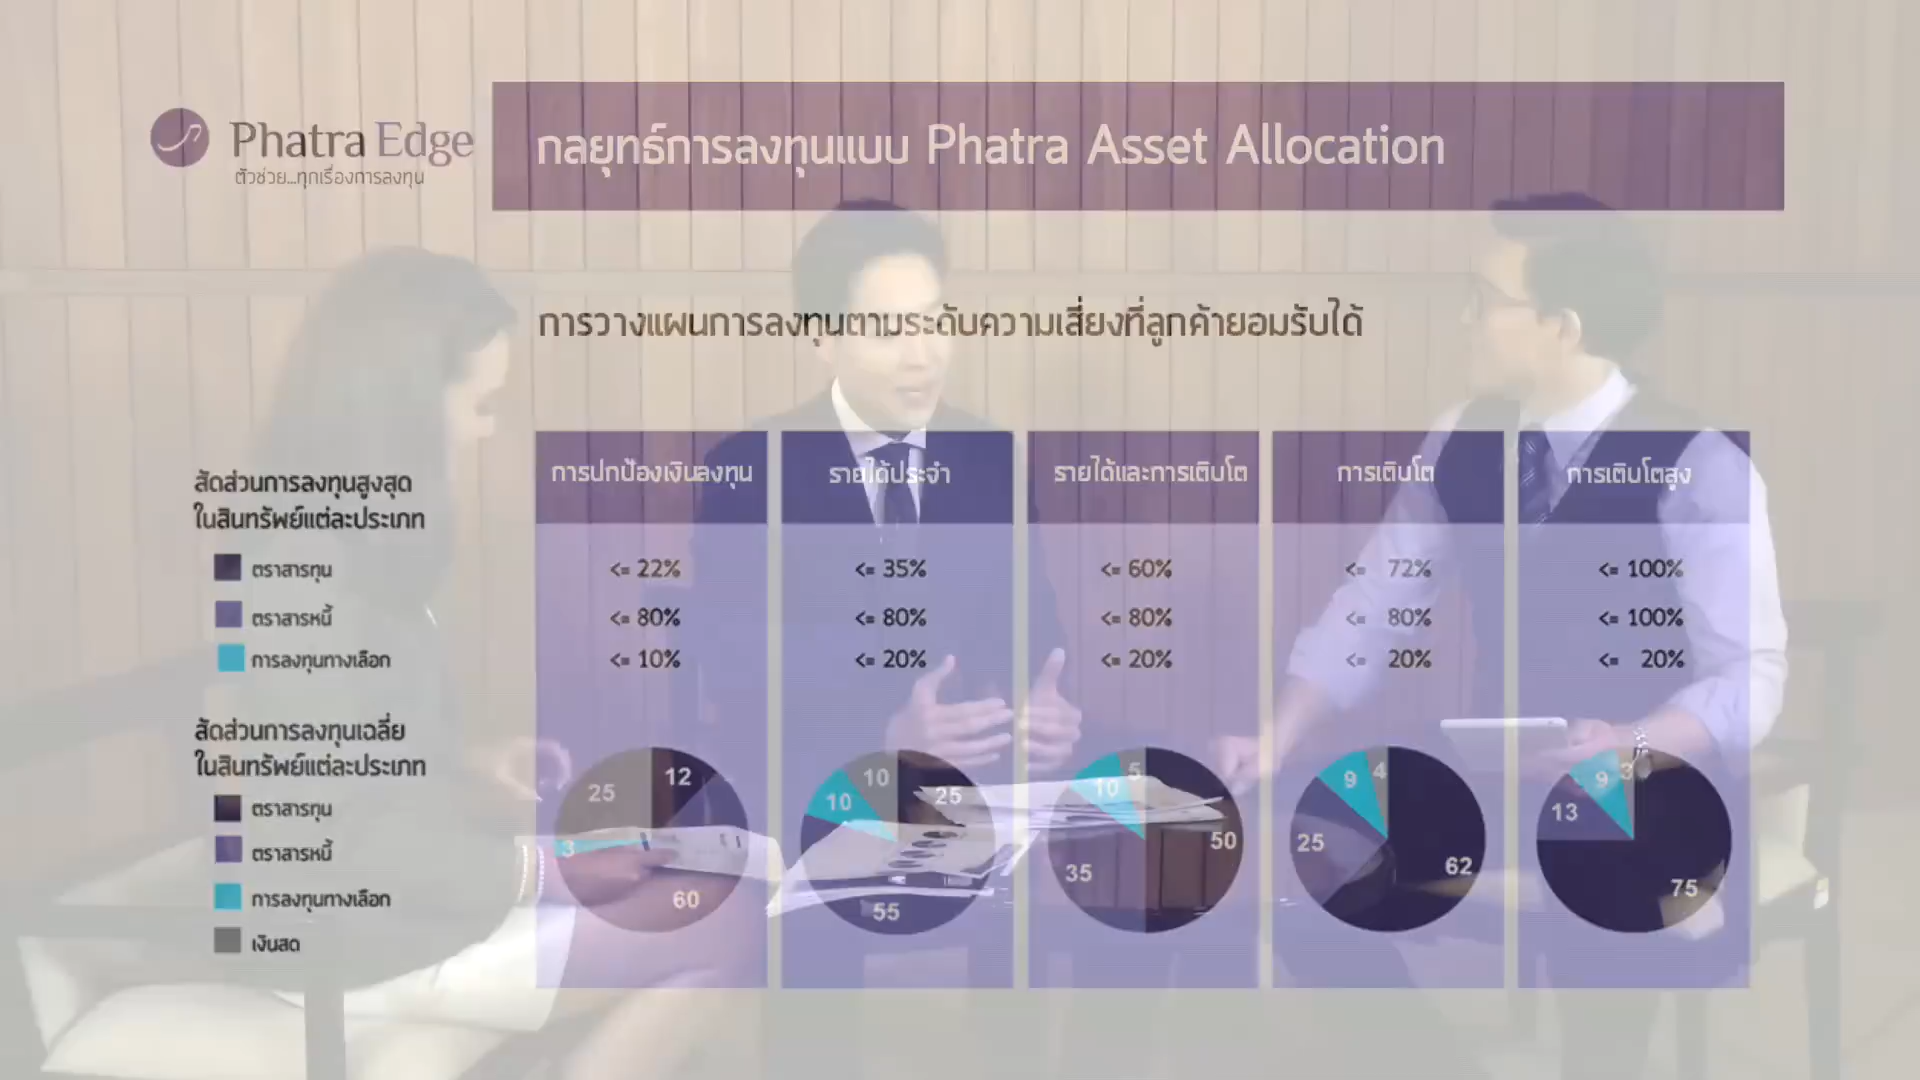 Phatra Edge
ตัวช่วย...ทุกเรื่องการลงทุน
กลยุทธ์การลงทุนแบบ Phatra Asset Allocation
การวางแผนการลงทุนตามระดับความเสี่ยงที่ลูกค้ายอมรับได้
การปกป้องเงินลงทุน รายได้ประจำ รายได้และการเติบโต การเติบโต การเติบโตสูง
สัดส่วนการลงทุนสูงสุด
ในสินทรัพย์แต่ละประเภท
ตราสารทุน <= 22% <= 35% <= 60% <= 72% <= 100%
ตราสารหนี้ <= 80% <= 80% <= 80% <= 80% <= 100%
การลงทุนทางเลือก <= 10% <= 20% <= 20% <= 20% <= 20%
สัดส่วนการลงทุนเฉลี่ย
ในสินทรัพย์แต่ละประเภท
ตราสารทุน
ตราสารหนี้
การลงทุนทางเลือก
เงินสด
25 12 3 60
10 25 10 55
5 10 50 35
9 4 25 62
9 3 13 75